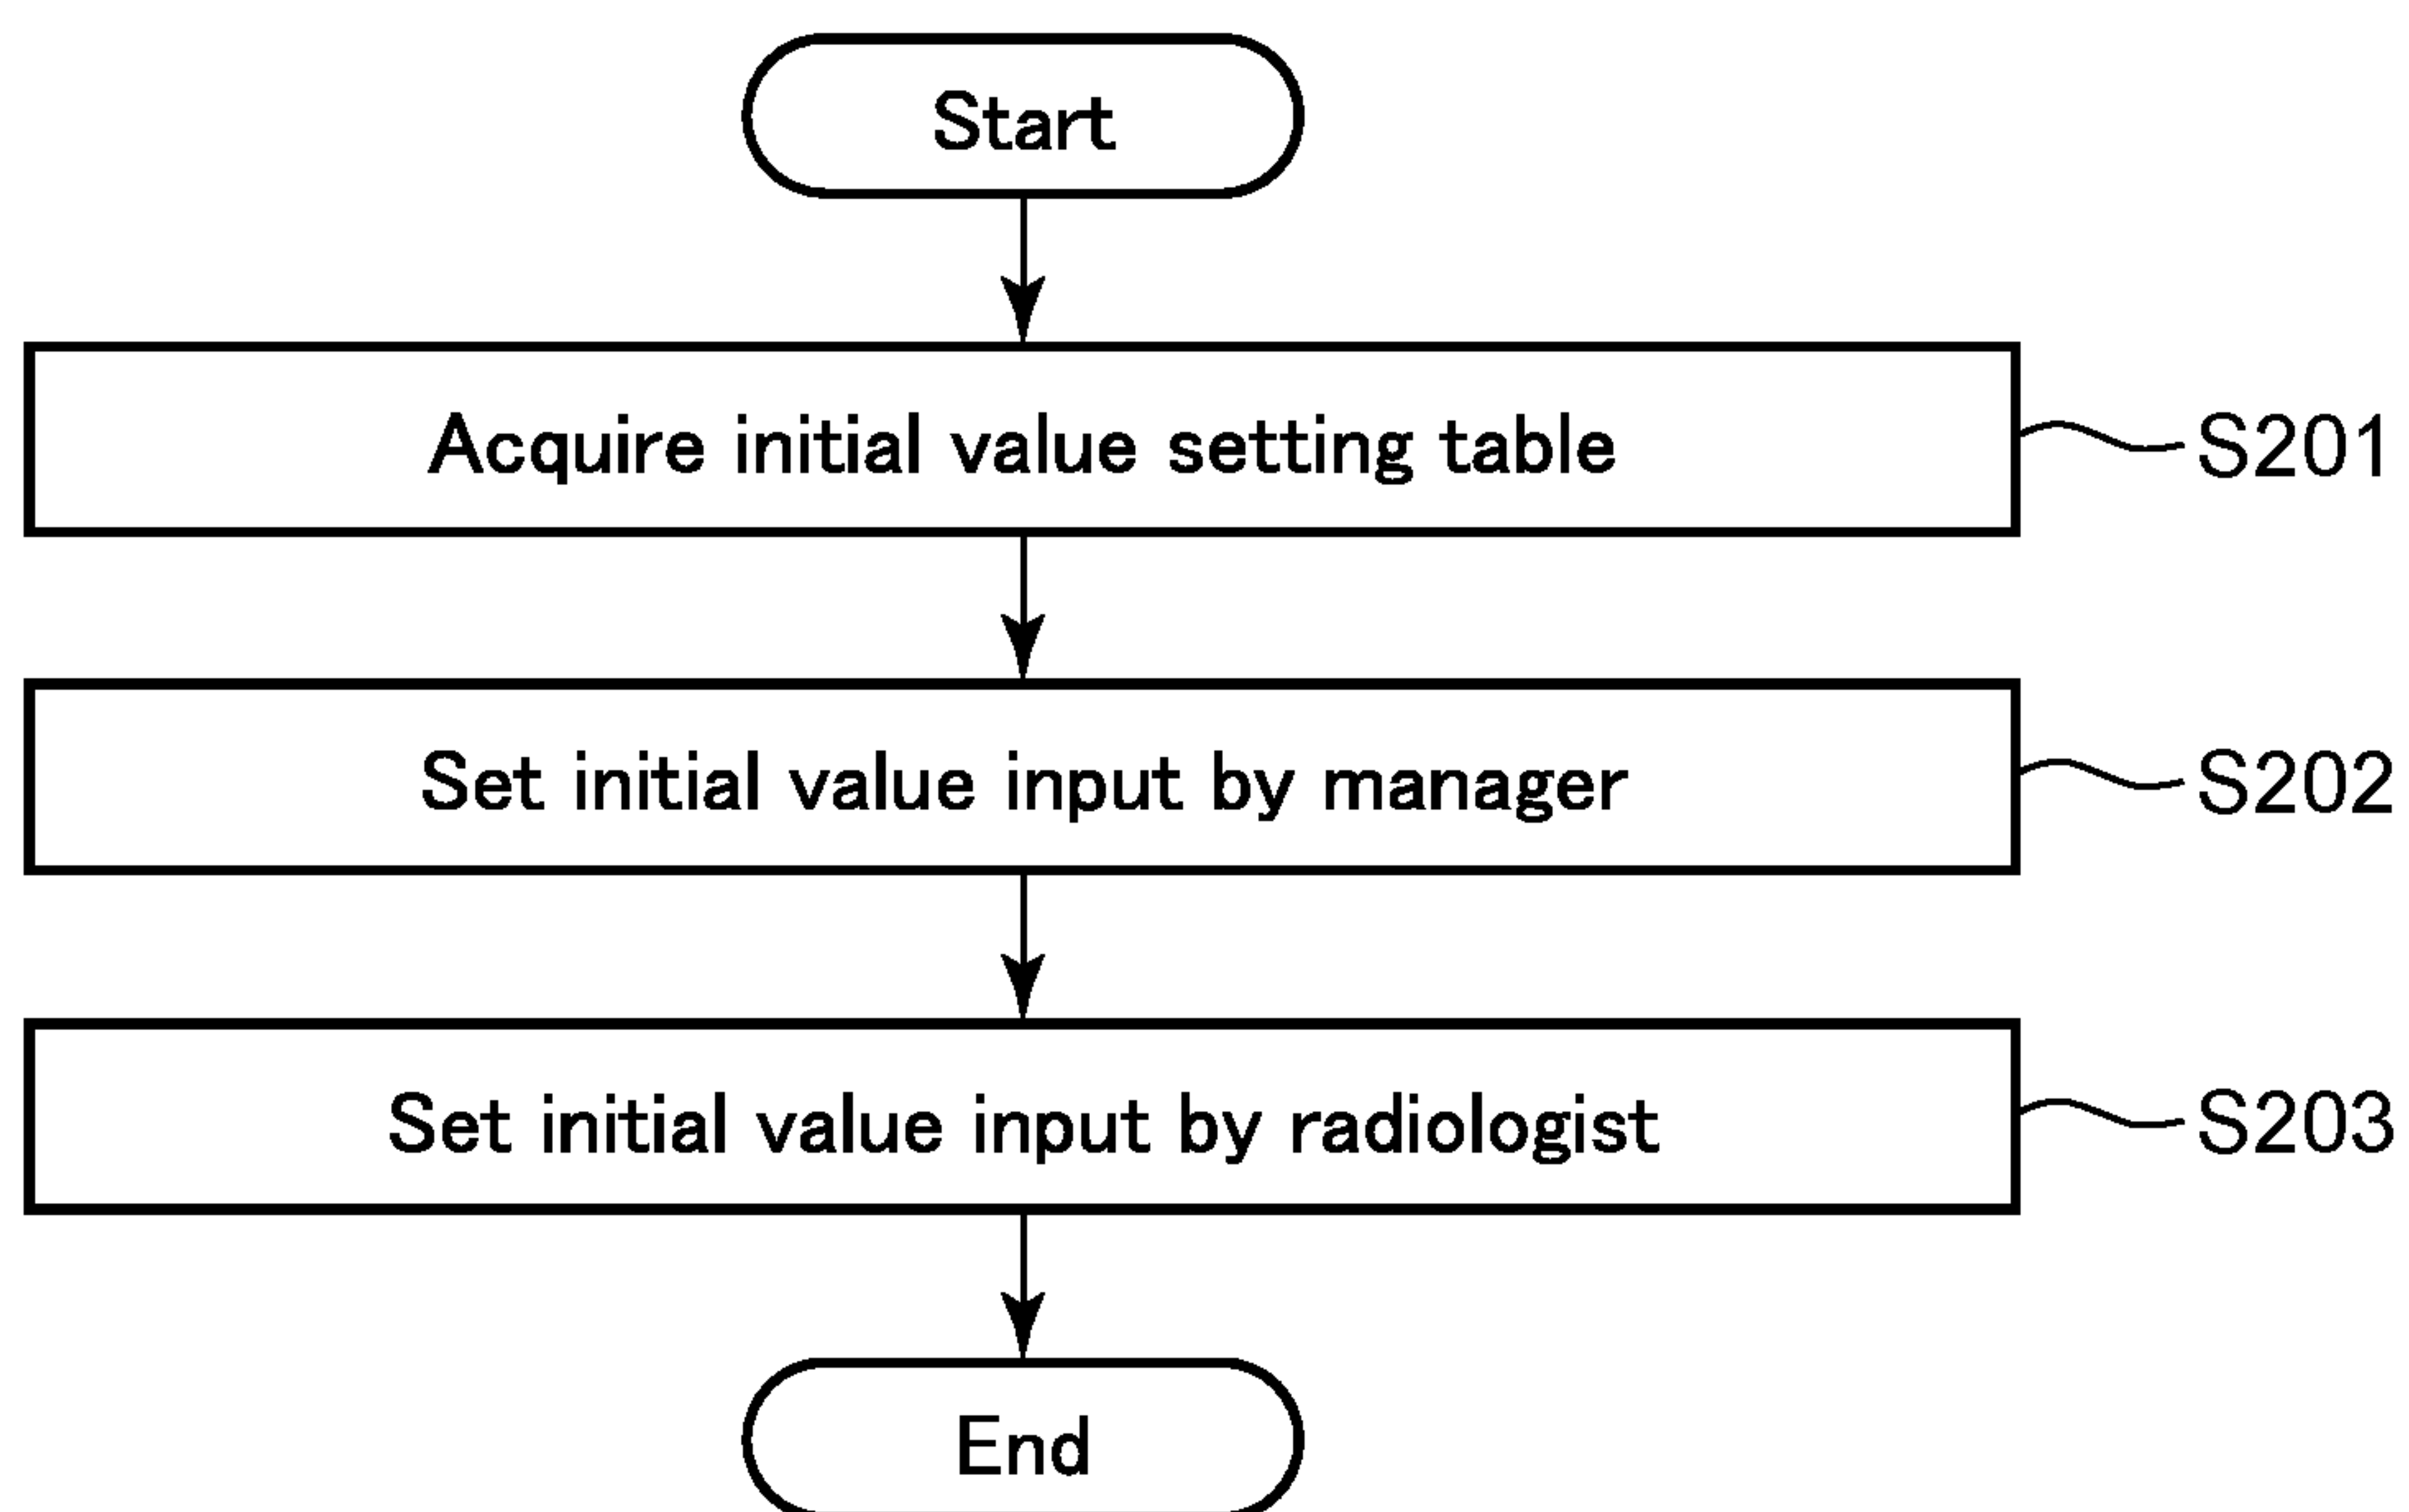 Start
Acquire initial value setting table
S201
Set initial value input by manager
S202
Set initial value input by radiologist
S203
End